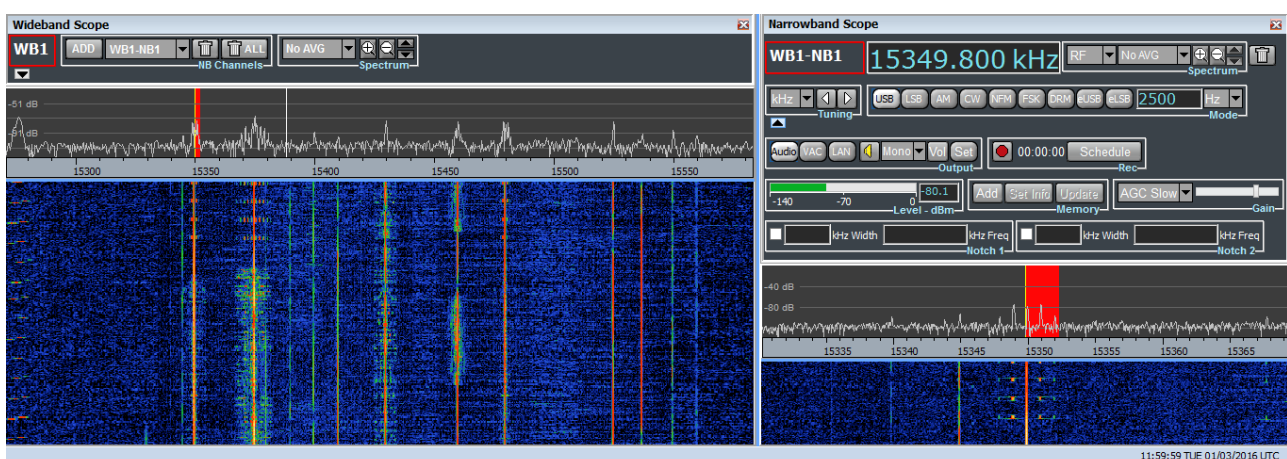 Wideband Scope
WB1 ADD WB1-NB1 ALL No AVG
NB Channels Spectrum
-51 dB
-91 dB
15300 15350 15400 15450 15500 15550
Narrowband Scope
WB1-NB1 15349.800 kHz RF No AVG
Spectrum
kHz USB LSB AM CW NFM FSK DRM eUSB eLSB 2500 Hz
Tuning Mode
Audio VAC LAN Mono Vol Set 00:00:00 Schedule
Output Rec
-140 -70 0 -80.1 Add Set Info Update AGC Slow
Level - dBm Memory Gain
kHz Width kHz Freq kHz Width kHz Freq
Notch 1 Notch 2
-40 dB
-80 dB
15335 15340 15345 15350 15355 15360 15365
11:59:59 TUE 01/03/2016 UTC